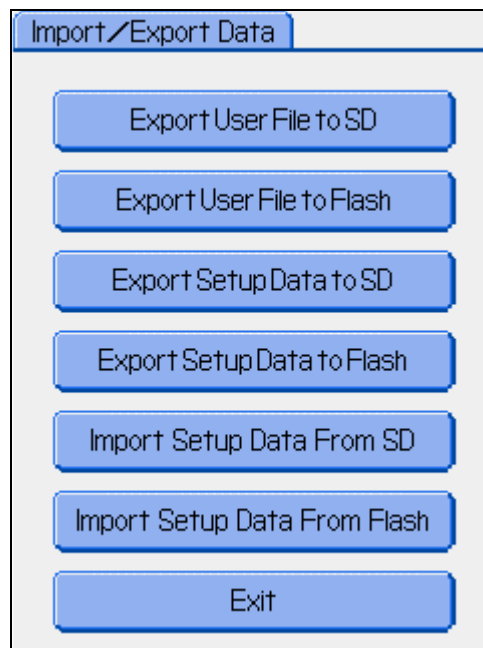 Import/Export Data
Export User File to SD
Export User File to Flash
Export Setup Data to SD
Export Setup Data to Flash
Import Setup Data From SD
Import Setup Data From Flash
Exit